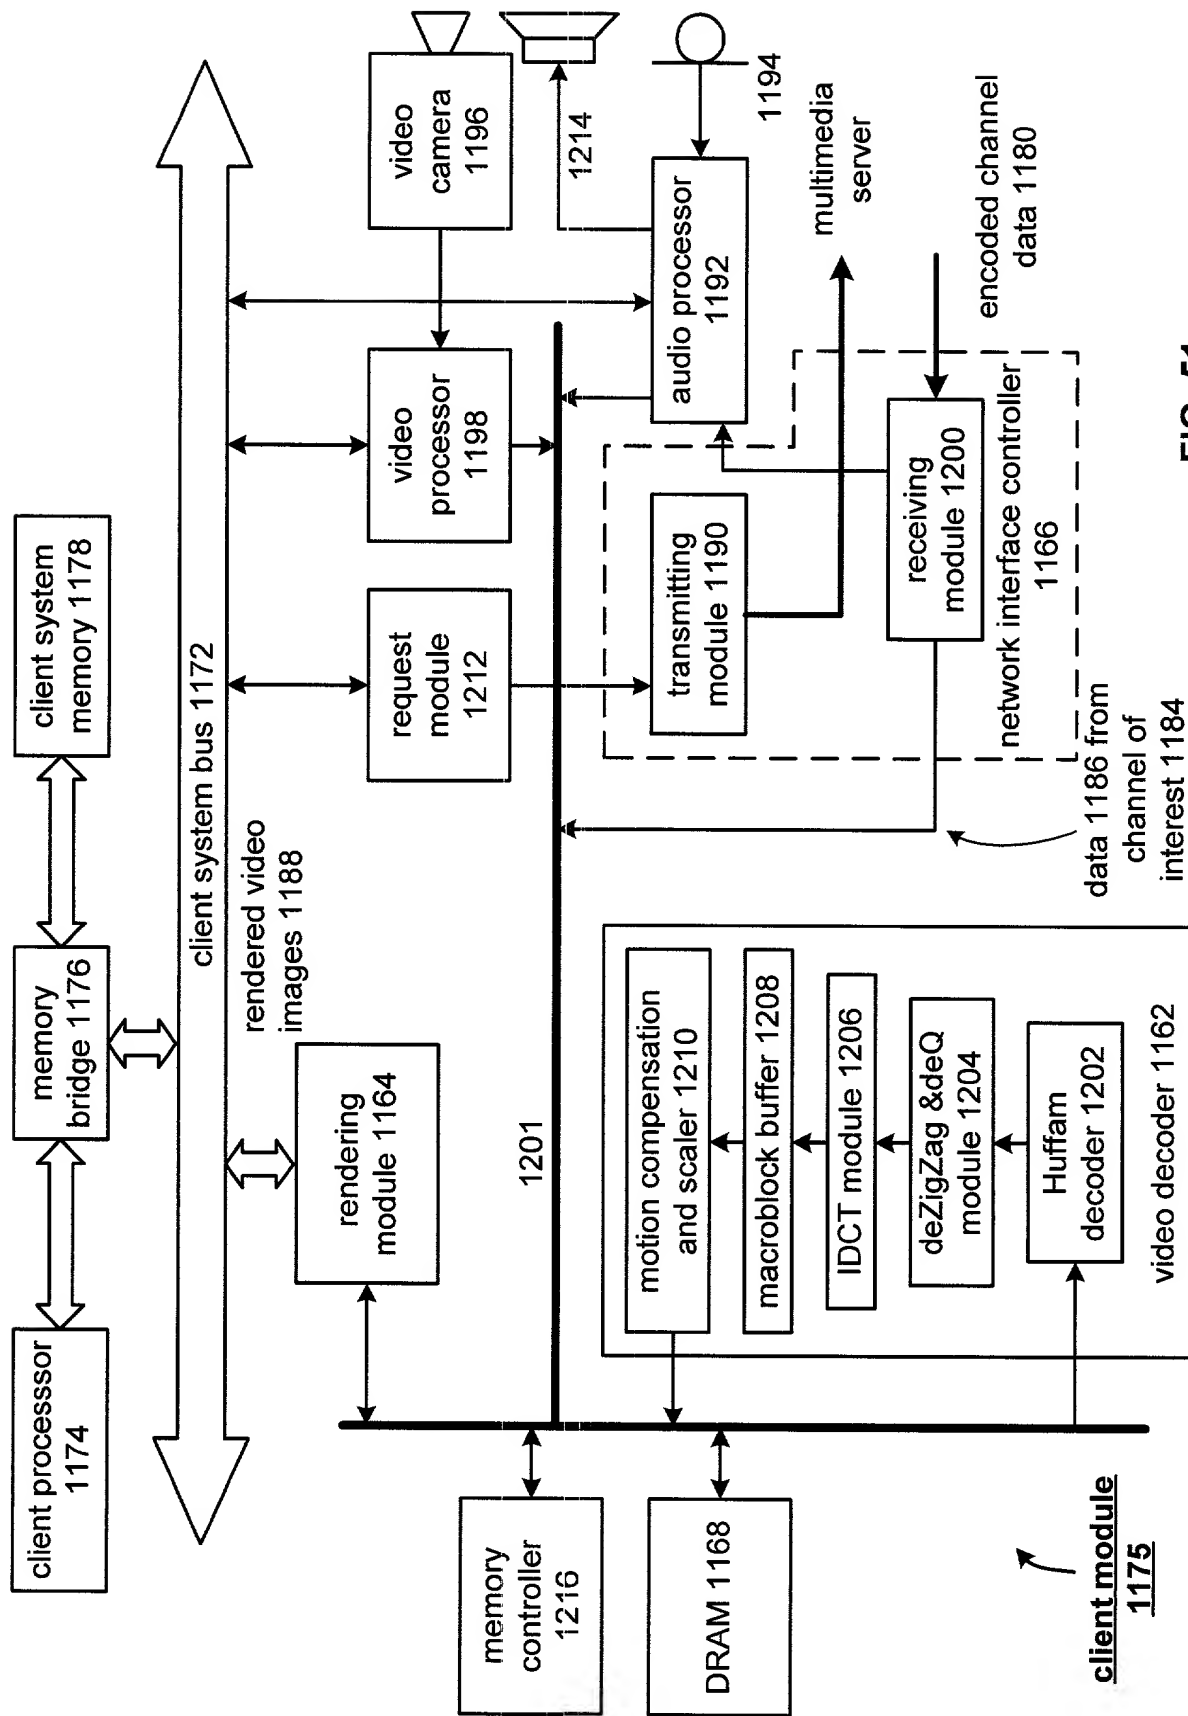 client processsor
1174
memory
bridge 1176
client system
memory 1178
client system bus 1172
rendered video
images 1188
rendering
module 1164
request
module
1212
video
processor
1198
video
camera
1196
memory
controller
1216
1201
1214
DRAM 1168
motion compensation
and scaler 1210
macroblock buffer 1208
IDCT module 1206
deZigZag &deQ
module 1204
Huffam
decoder 1202
video decoder 1162
transmitting
module 1190
audio processor
1192
1194
multimedia
server
receiving
module 1200
network interface controller
1166
encoded channel
data 1180
data 1186 from
channel of
interest 1184
client module
1175